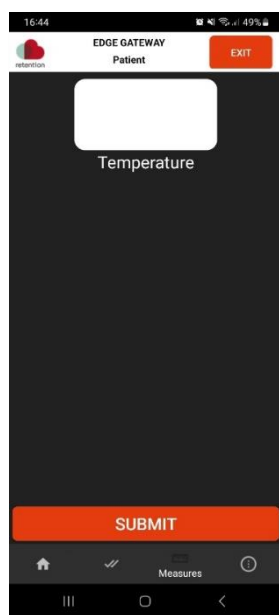 16:44
49%
EDGE GATEWAY
Patient
EXIT
retention
Temperature
SUBMIT
Measures